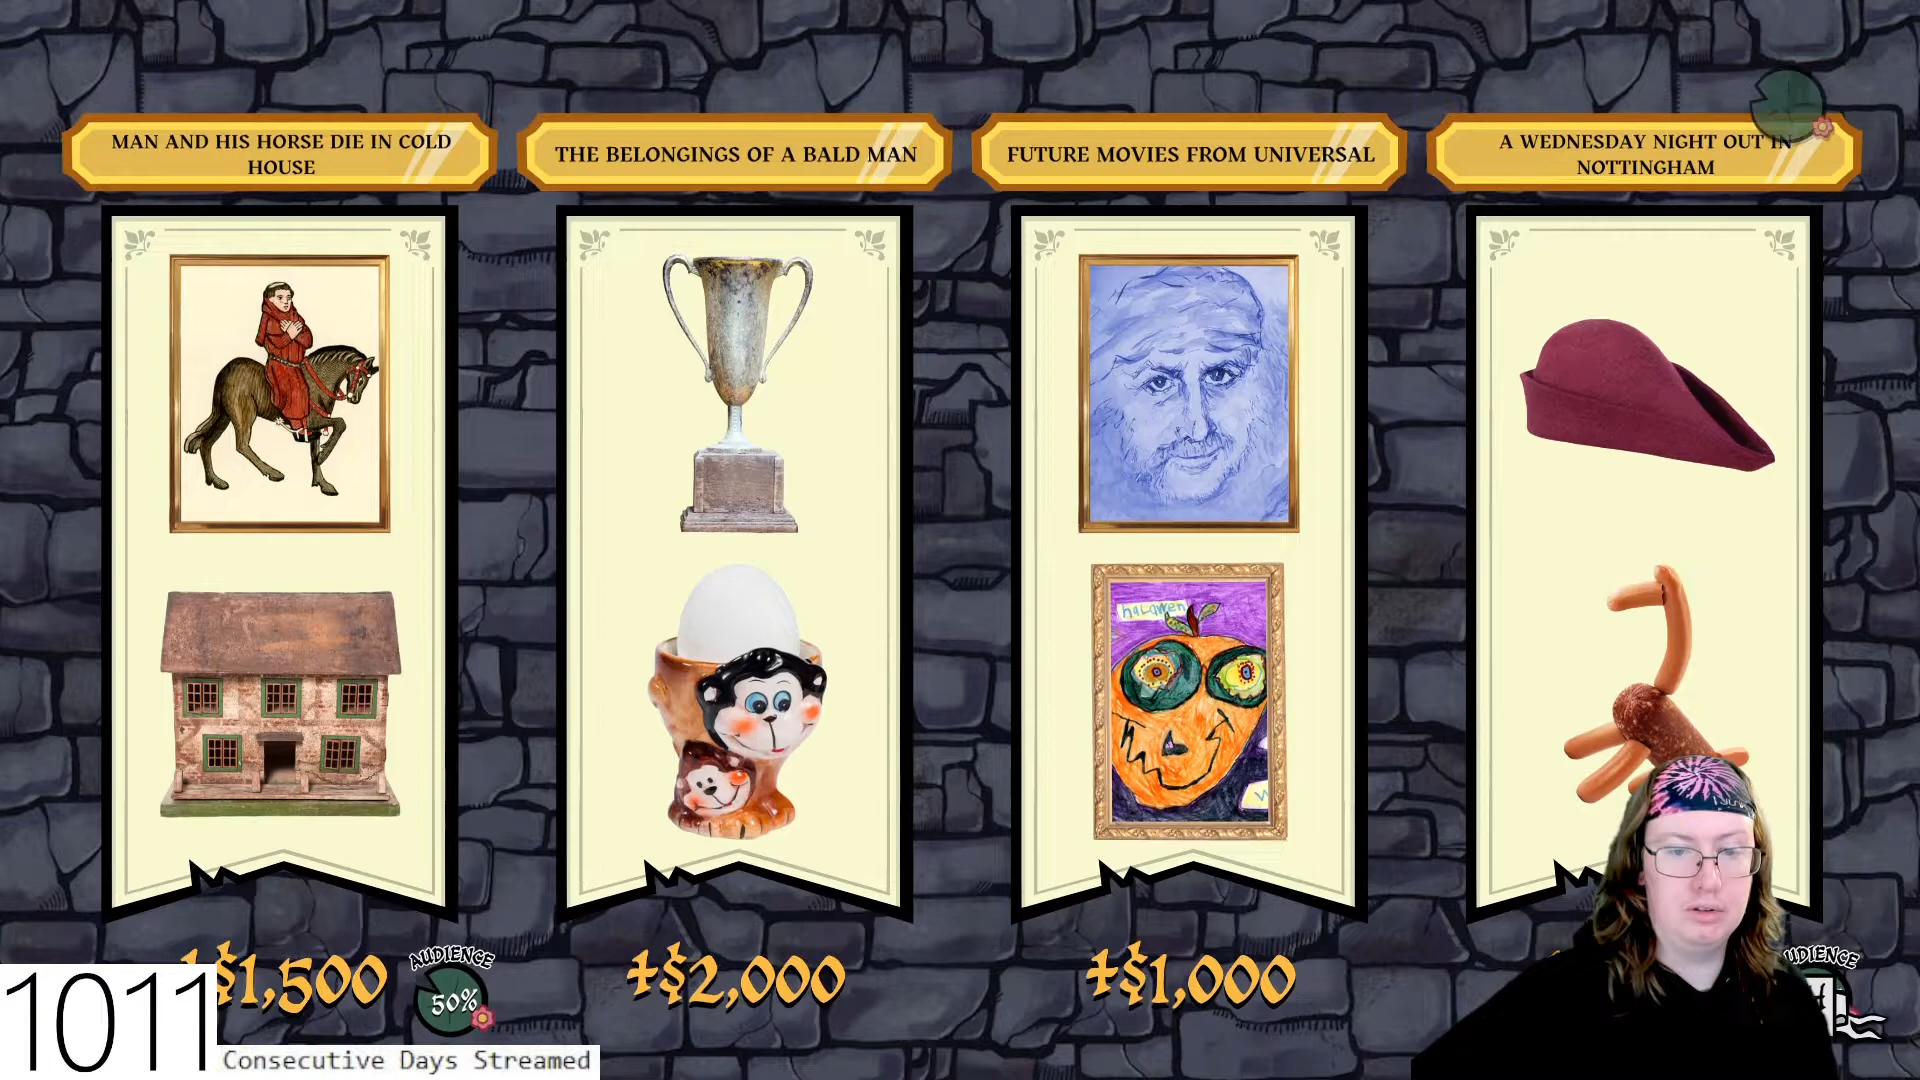 MAN AND HIS HORSE DIE IN COLD
HOUSE
THE BELONGINGS OF A BALD MAN
FUTURE MOVIES FROM UNIVERSAL
A WEDNESDAY NIGHT OUT IN
NOTTINGHAM
halowen
+§1,500
AUDIENCE
50%
+§2,000
+§1,000
UDIENCE
1011
Consecutive Days Streamed